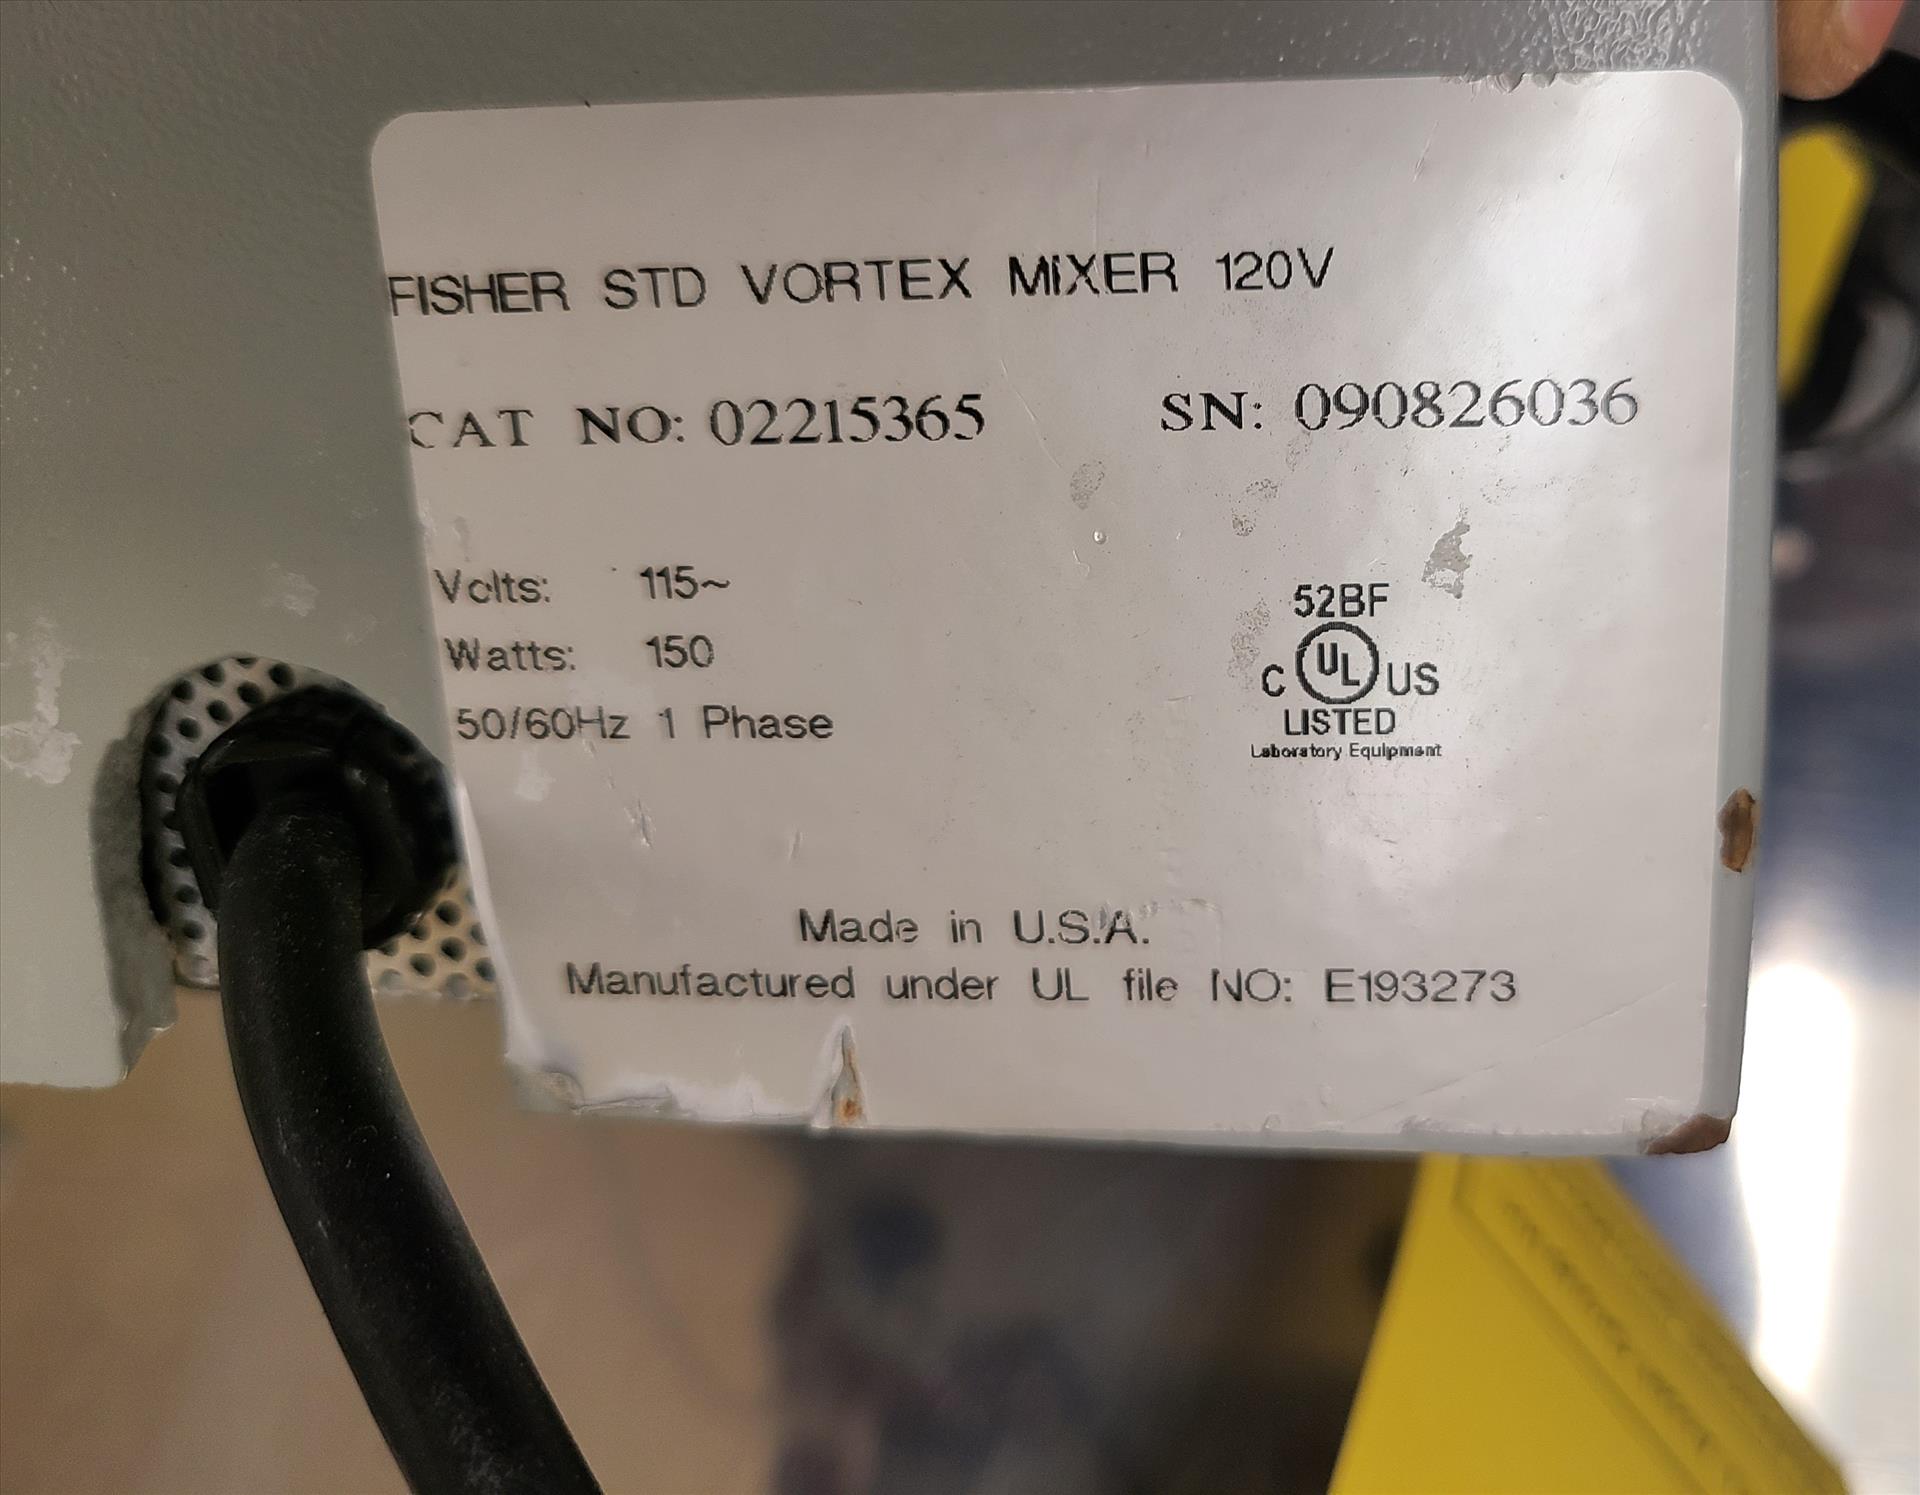 FISHER STD VORTEX MIXER 120V
CAT NO: 02215365 SN: 090826036
Volts: 115~
Watts: 150
50/60Hz 1 Phase
52BF
C UL US
LISTED
Laboratory Equipment
Made in U.S.A.
Manufactured under UL file NO: E193273